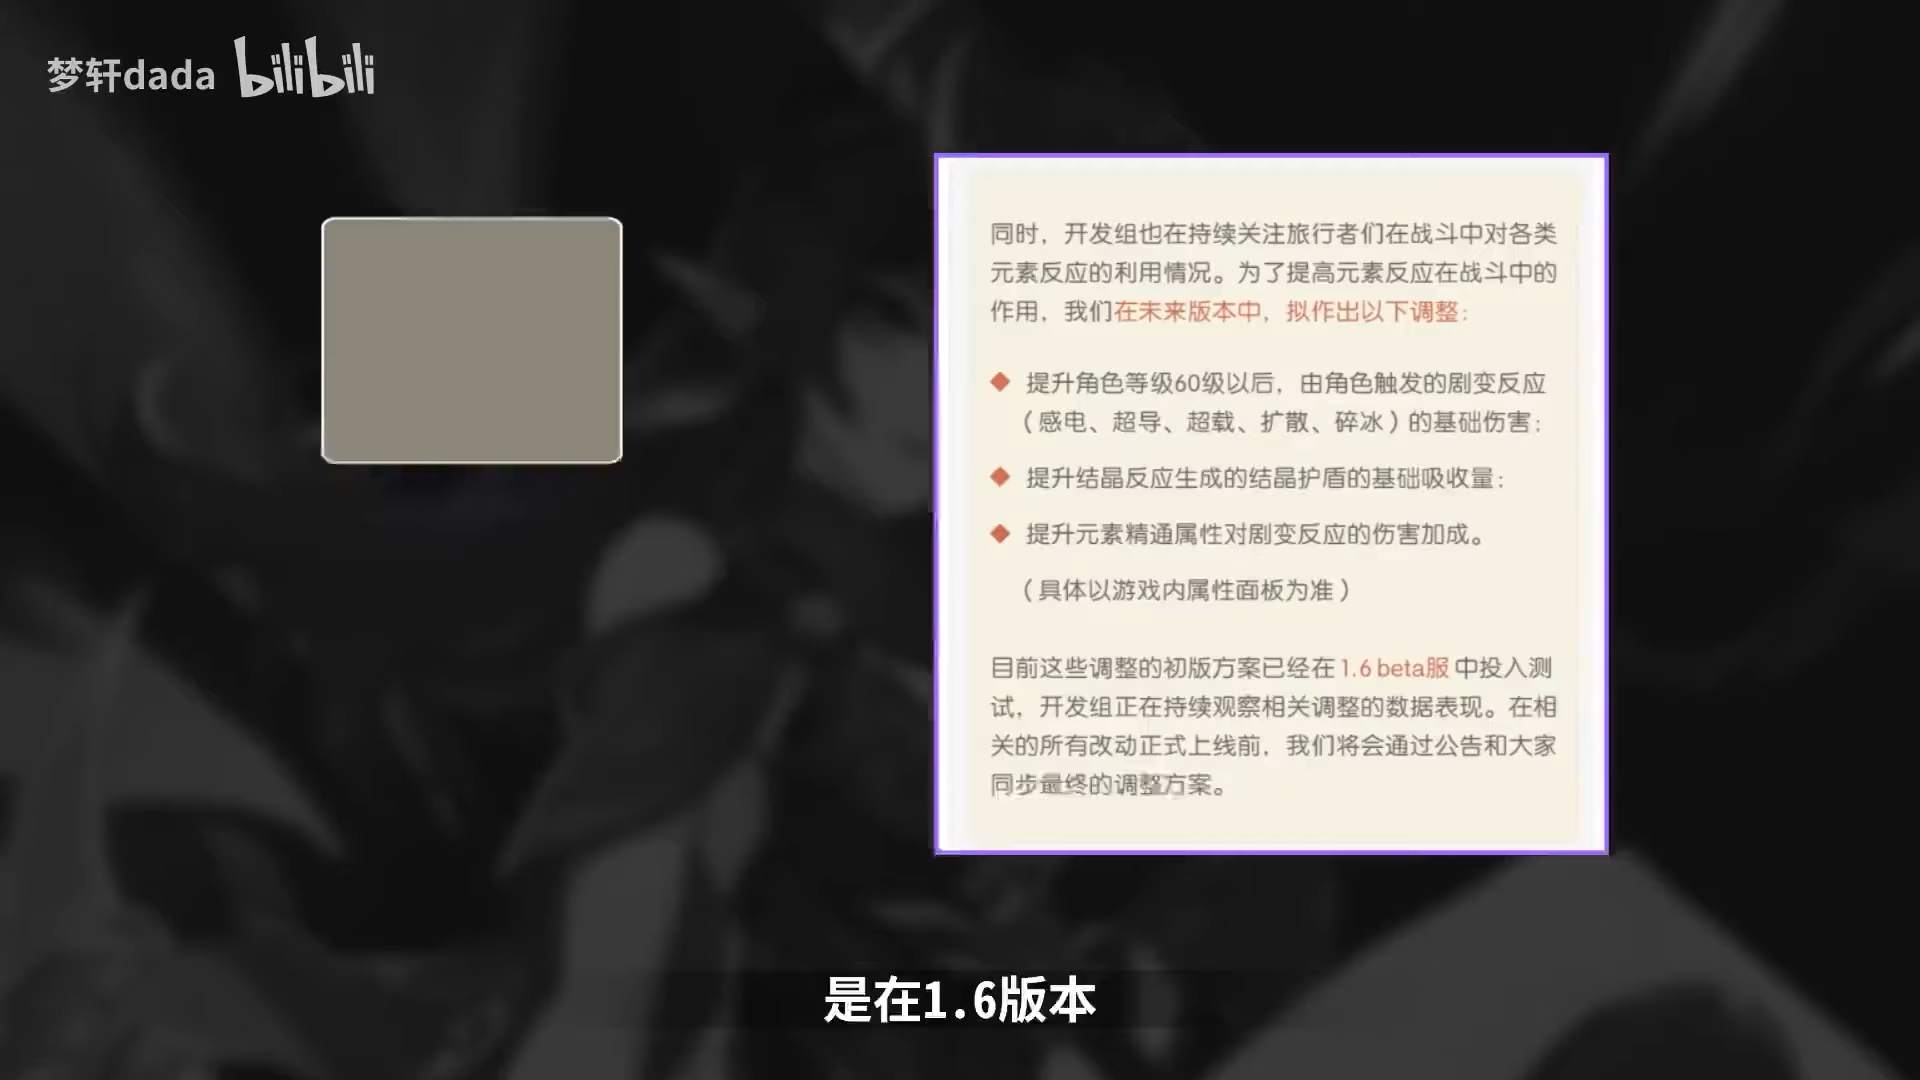 梦轩dada bilibili
同时，开发组也在持续关注旅行者们在战斗中对各类
元素反应的利用情况。为了提高元素反应在战斗中的
作用，我们在未来版本中，拟作出以下调整：
提升角色等级60级以后，由角色触发的剧变反应
（感电、超导、超载、扩散、碎冰）的基础伤害；
提升结晶反应生成的结晶护盾的基础吸收量；
提升元素精通属性对剧变反应的伤害加成。
（具体以游戏内属性面板为准）
目前这些调整的初版方案已经在1.6 beta服中投入测
试，开发组正在持续观察相关调整的数据表现。在相
关的所有改动正式上线前，我们将会通过公告和大家
同步最终的调整方案。
是在1.6版本